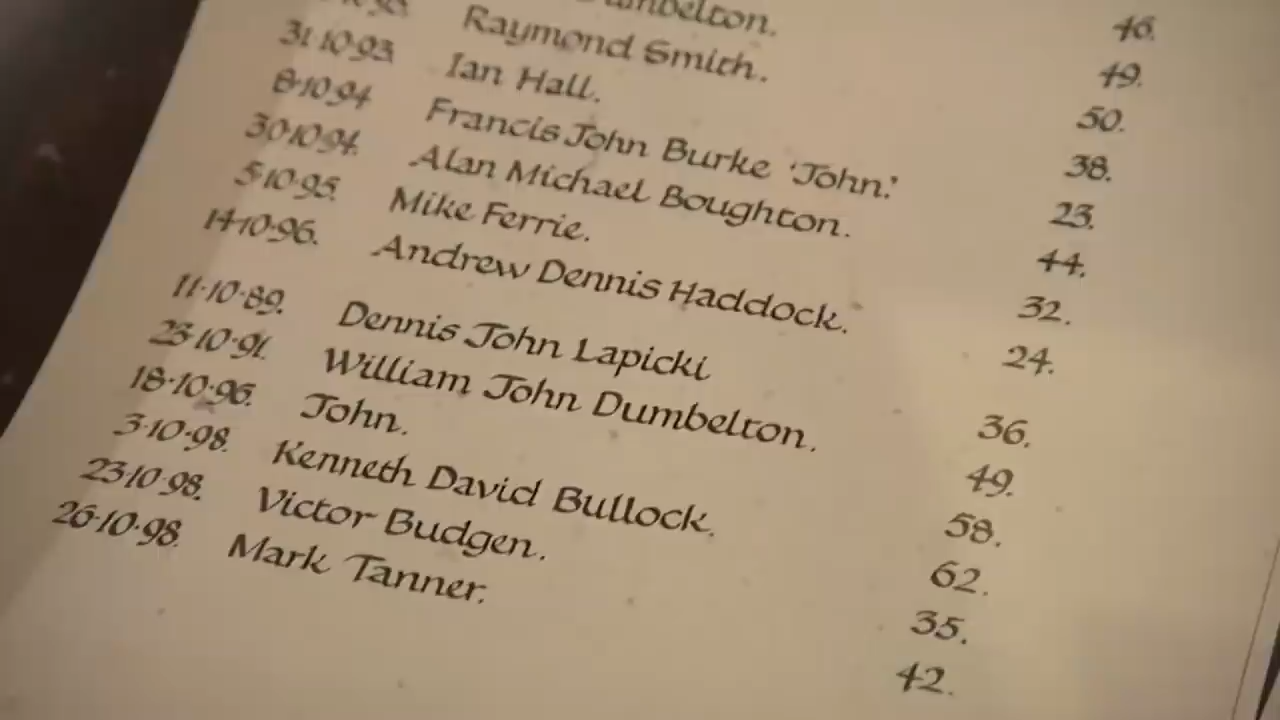 46.
Dumbelton. 49.
Raymond Smith. 50.
31·10·93. Ian Hall. 38.
8·10·94 Francis John Burke 'John.' 23.
30·10·94. Alan Michael Boughton. 44.
5·10·95. Mike Ferrie. 32.
14·10·96. Andrew Dennis Haddock. 24.
11·10·89. Dennis John Lapicki 36.
23·10·91. William John Dumbelton. 49.
18·10·96. John. 58.
3·10·98. Kenneth David Bullock. 62.
23·10·98. Victor Budgen. 35.
26·10·98. Mark Tanner. 42.